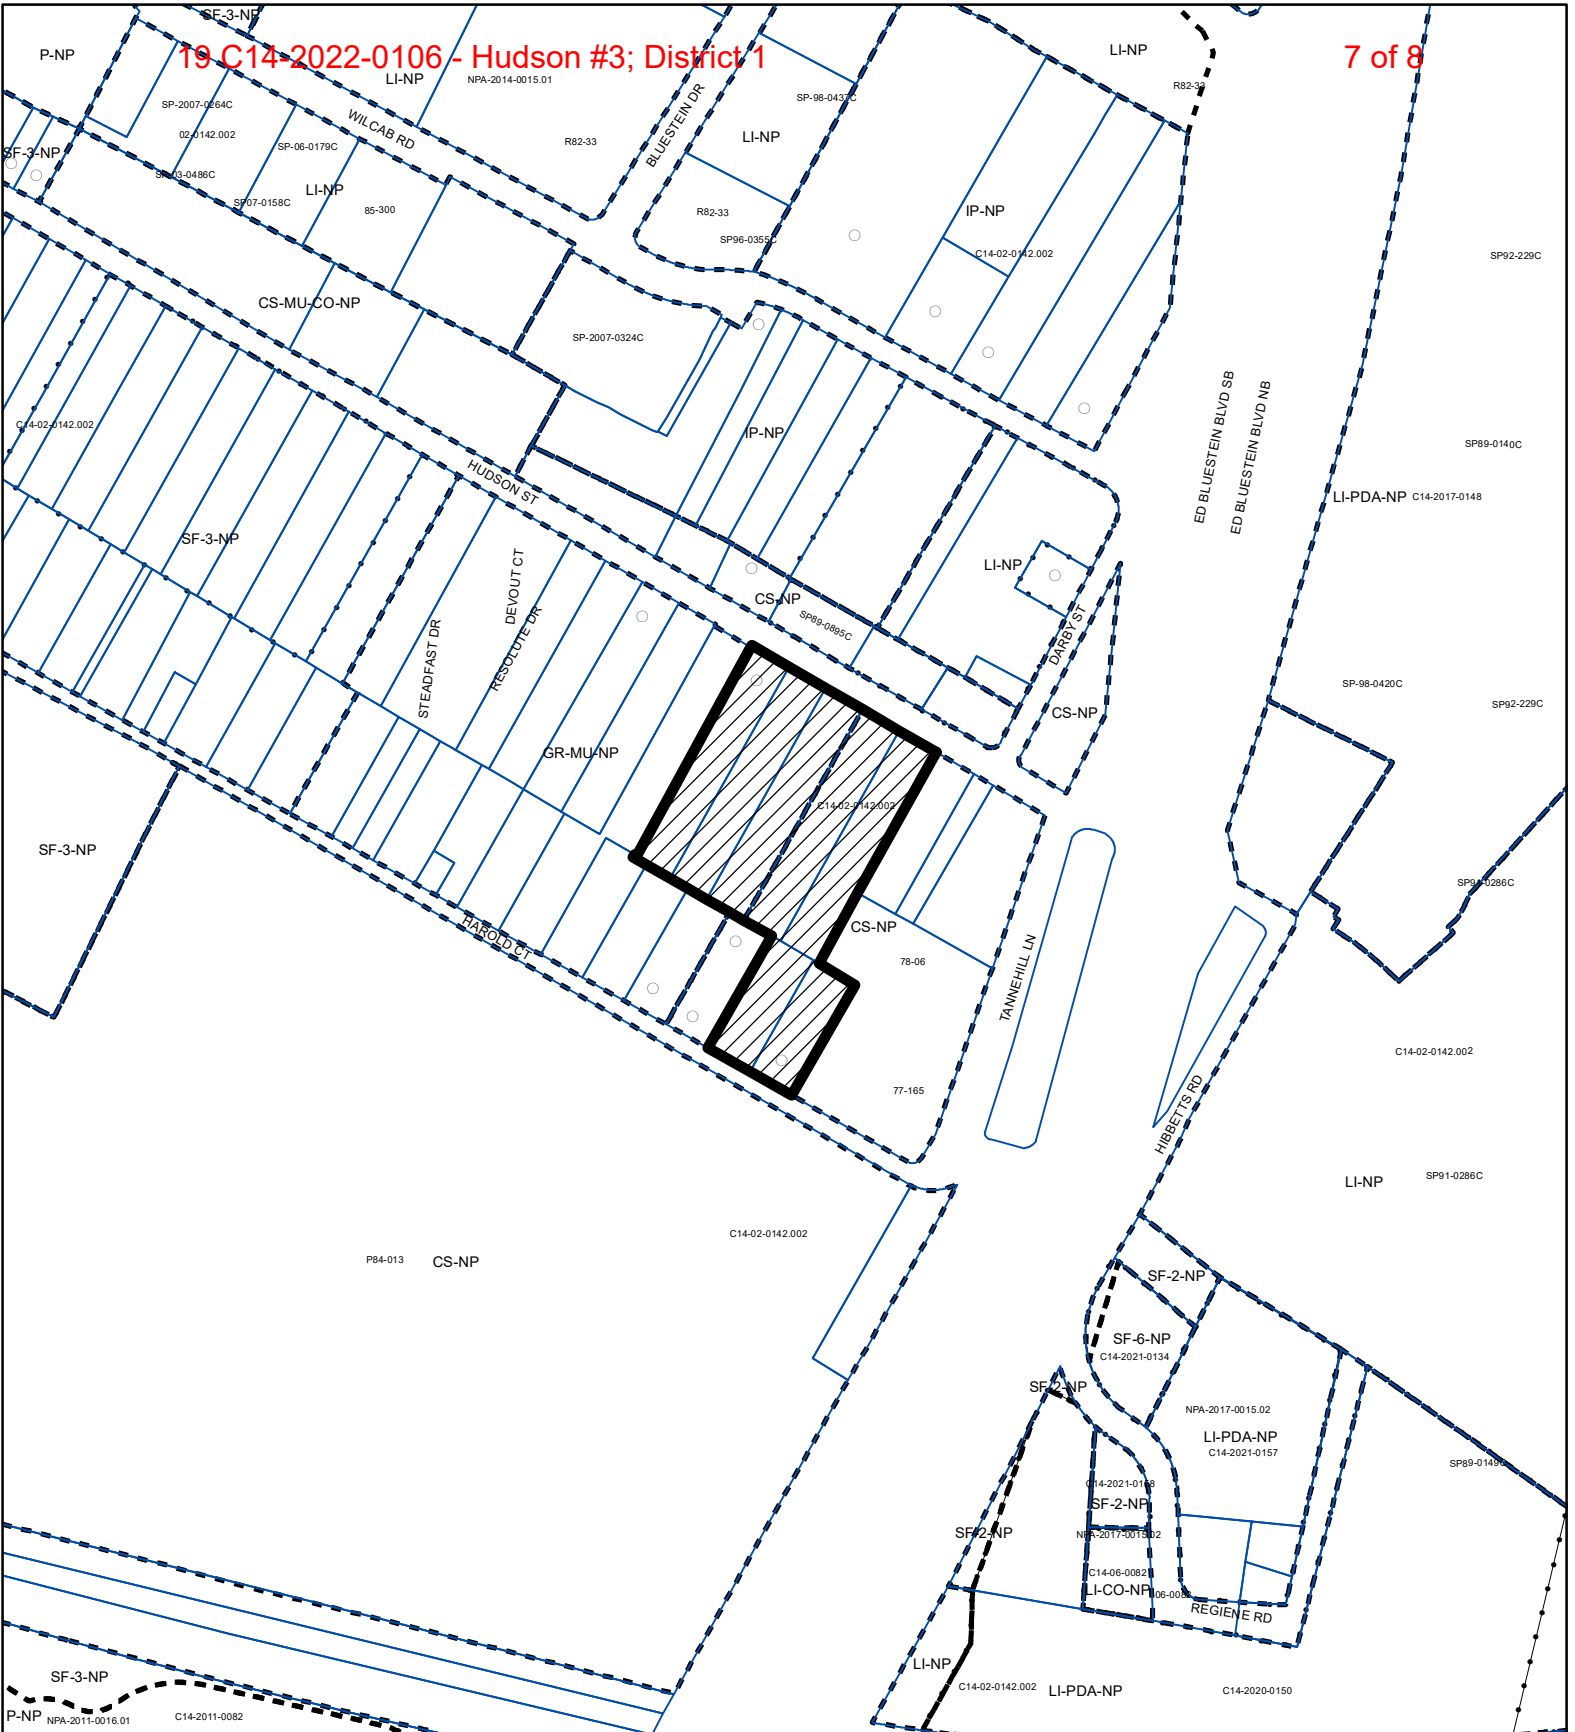 SF-3-NP
19 C14-2022-0106 - Hudson #3; District 1
7 of 8
P-NP
LI-NP
NPA-2014-0015.01
LI-NP
R82-33
SP-2007-0264C
SP-98-0437C
WILCAB RD
BLUESTEIN DR
02-0142.002
SP-06-0179C
R82-33
LI-NP
SF-3-NP
SP-03-0486C
LI-NP
SP07-0158C
85-300
R82-33
IP-NP
SP96-0355C
C14-02-0142.002
SP92-229C
CS-MU-CO-NP
SP-2007-0324C
ED BLUESTEIN BLVD SB
ED BLUESTEIN BLVD NB
C14-02-0142.002
IP-NP
SP89-0140C
HUDSON ST
LI-PDA-NP
C14-2017-0148
SF-3-NP
DEVOUT CT
LI-NP
CS-NP
SP89-0895C
DARBY ST
RESOLUTE DR
STEADFAST DR
SP-98-0420C
SP92-229C
CS-NP
GR-MU-NP
C14-02-0142.002
SF-3-NP
SP91-0286C
HAROLD CT
CS-NP
78-06
TANNEHILL LN
C14-02-0142.002
77-165
HIBBETTS RD
LI-NP
SP91-0286C
C14-02-0142.002
P84-013
CS-NP
SF-2-NP
SF-6-NP
C14-2021-0134
SF-2-NP
NPA-2017-0015.02
LI-PDA-NP
C14-2021-0157
SP89-0149C
C14-2021-0168
SF-2-NP
SF-2-NP
NPA-2017-0015.02
C14-06-0082
LI-CO-NP
REGIENE RD
LI-NP
SF-3-NP
C14-02-0142.002
LI-PDA-NP
C14-2020-0150
P-NP
NPA-2011-0016.01
C14-2011-0082